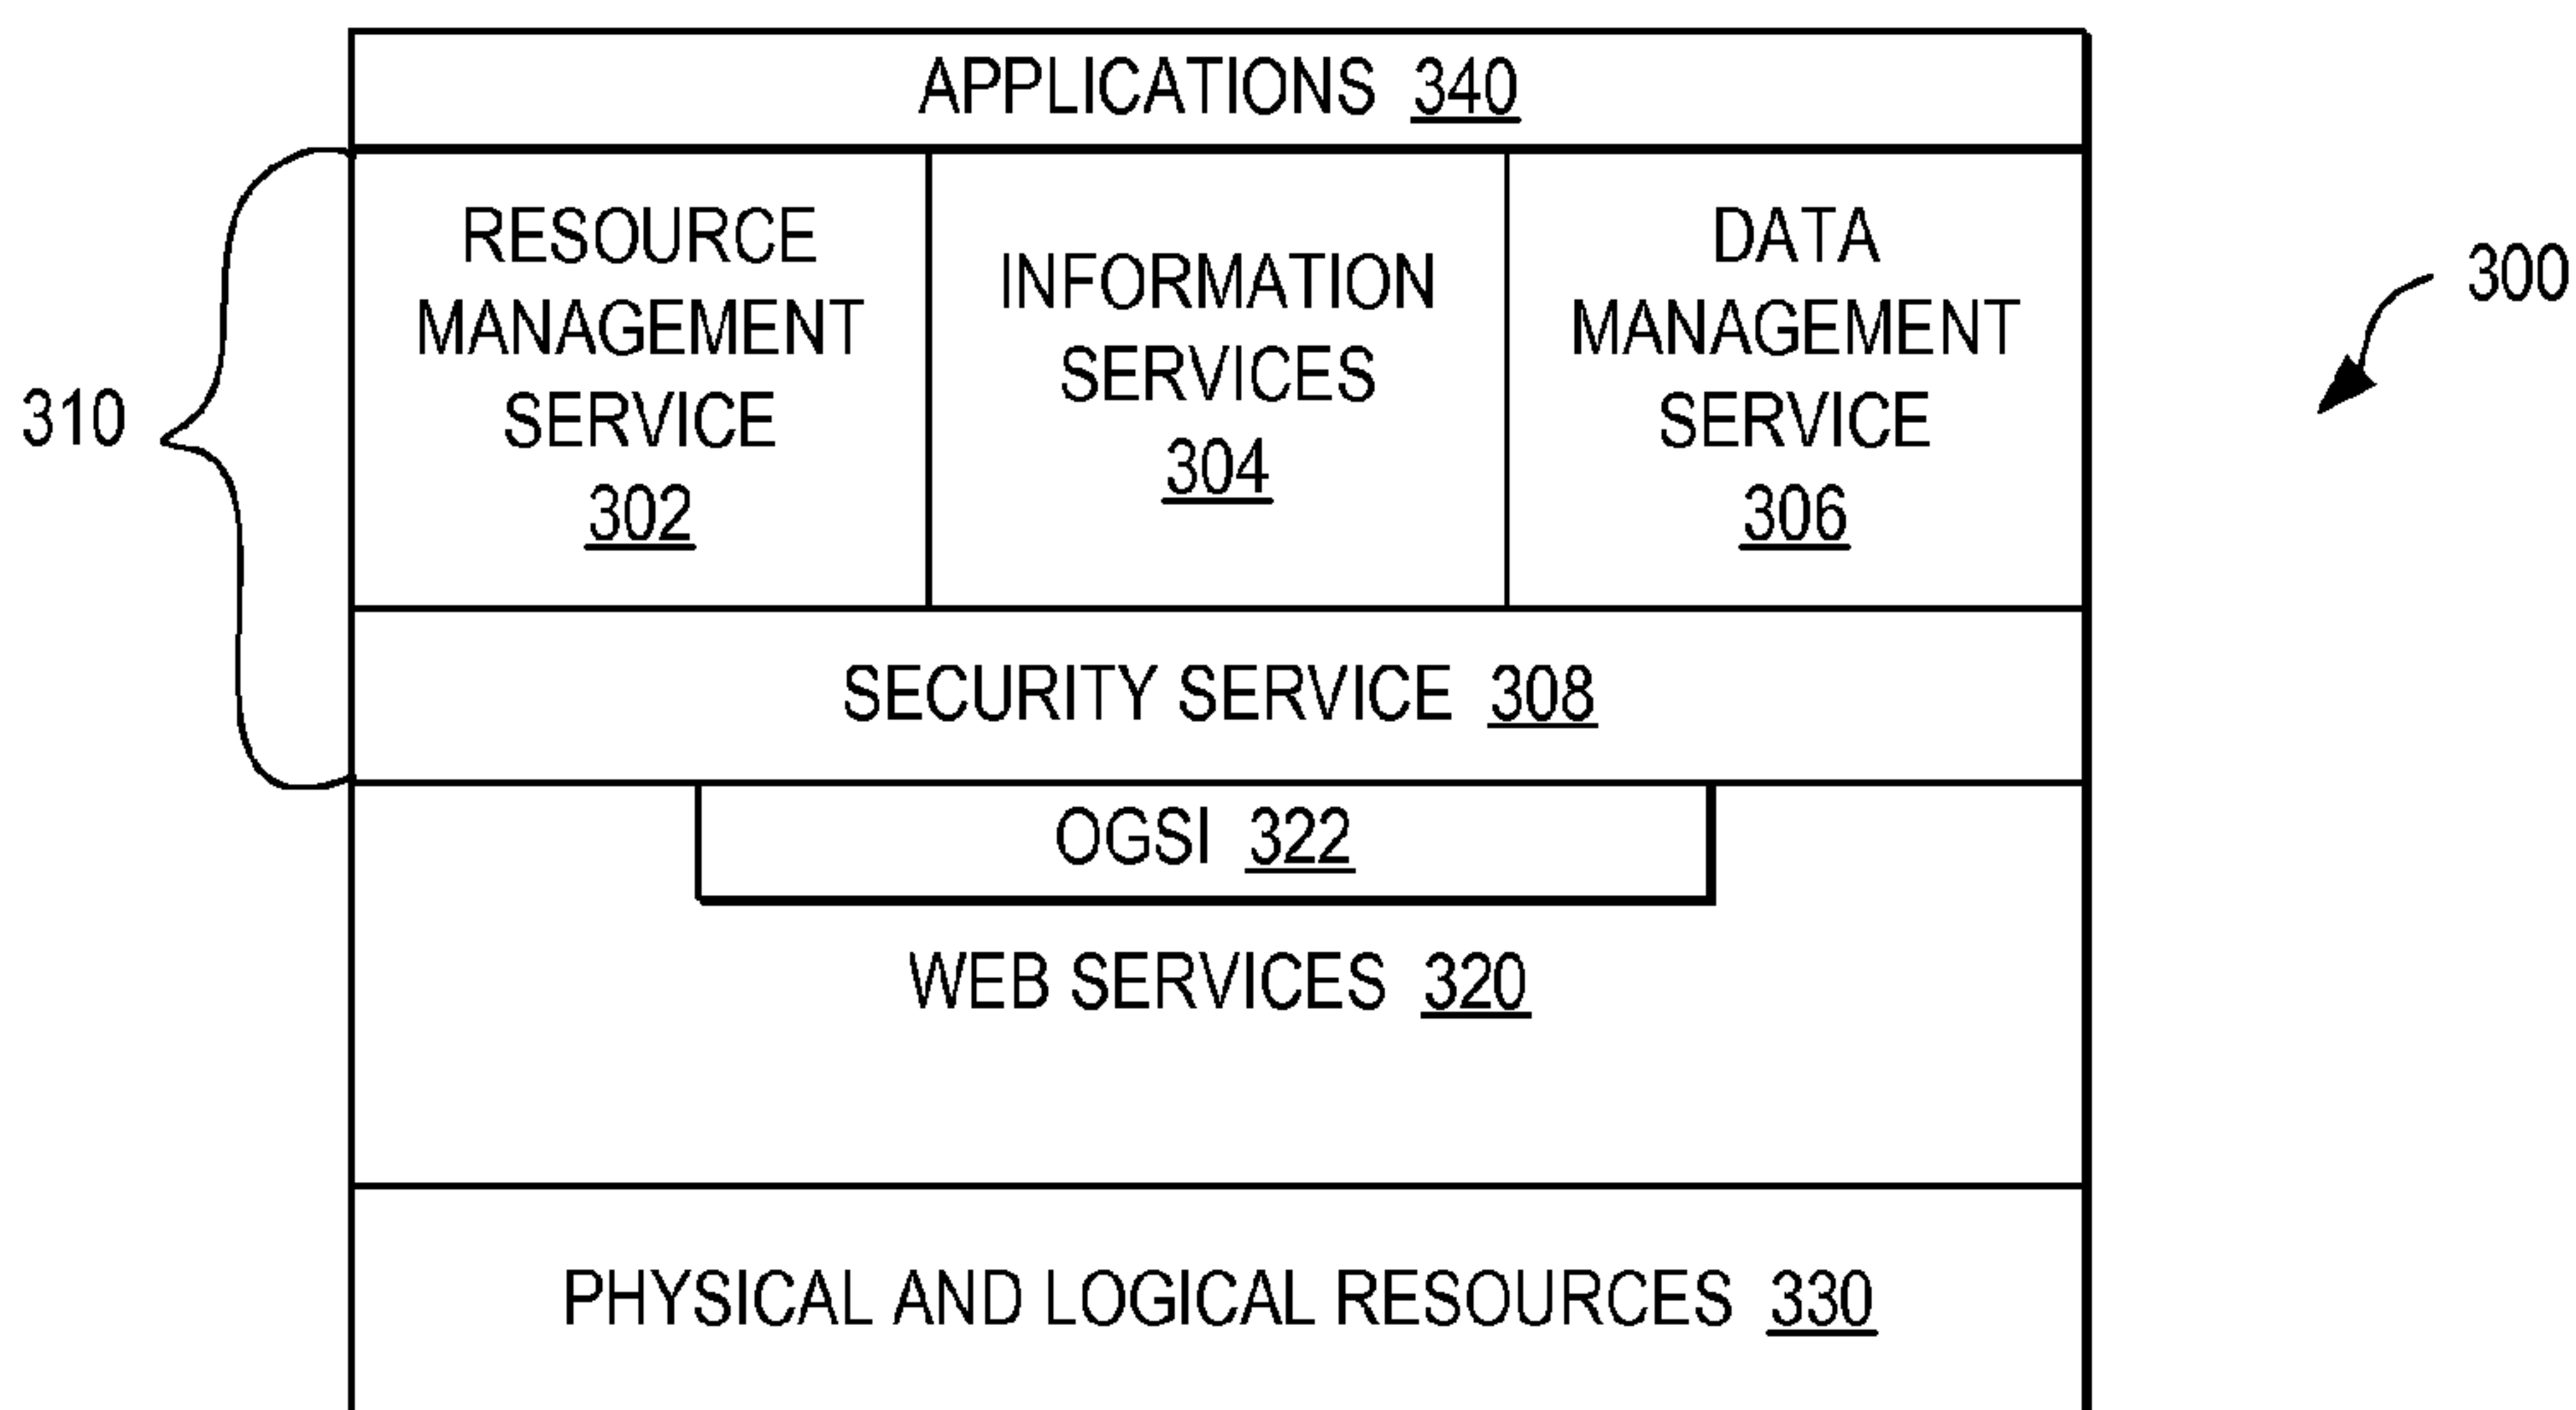 APPLICATIONS 340
RESOURCE
MANAGEMENT
SERVICE
302
INFORMATION
SERVICES
304
DATA
MANAGEMENT
SERVICE
306
300
310
SECURITY SERVICE 308
OGSI 322
WEB SERVICES 320
PHYSICAL AND LOGICAL RESOURCES 330